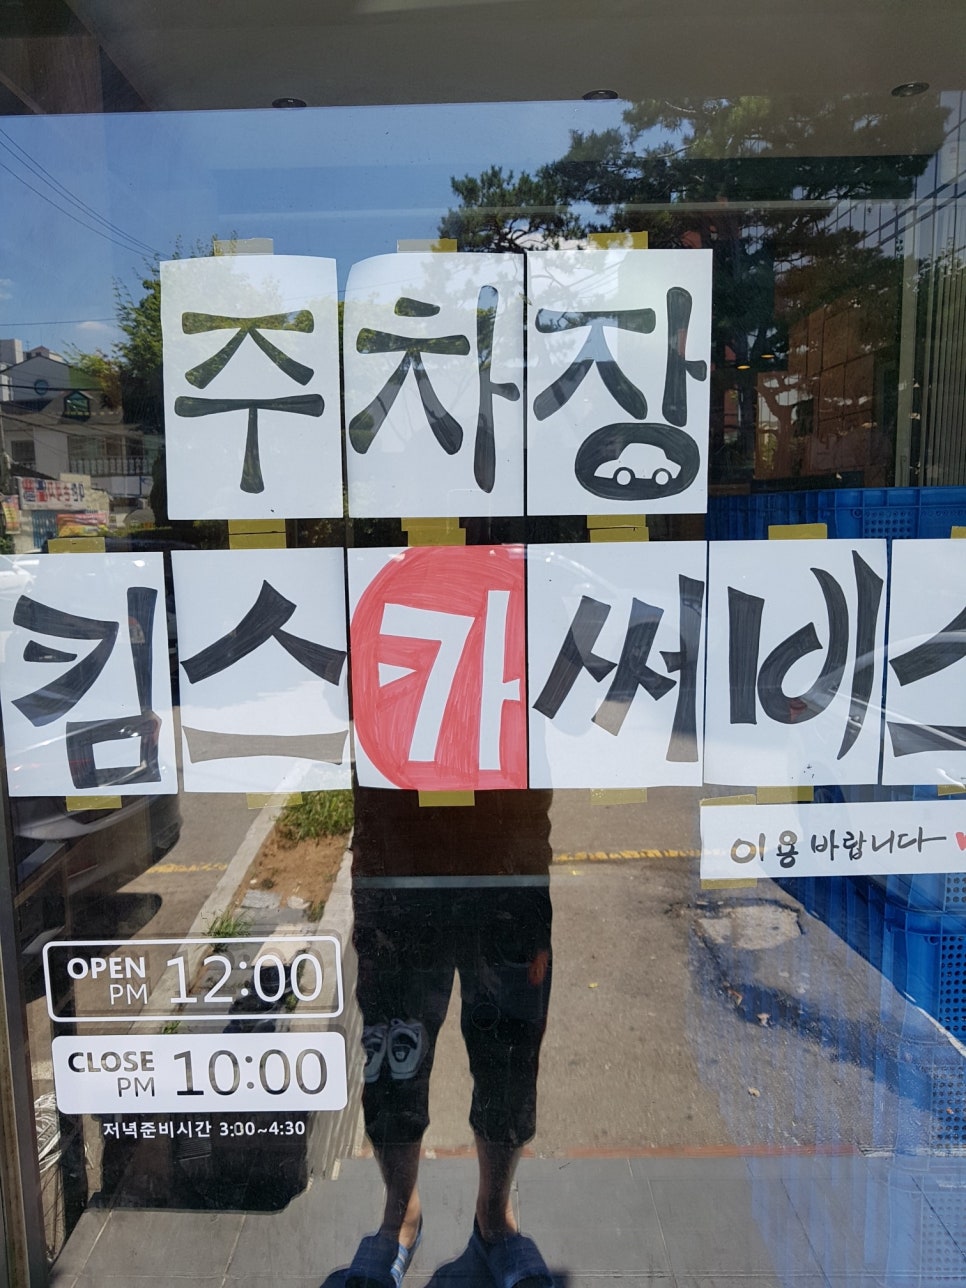 주차장
킴스카써비스
이용바랍니다
OPEN PM 12:00
CLOSE PM 10:00
저녁준비시간 3:00~4:30